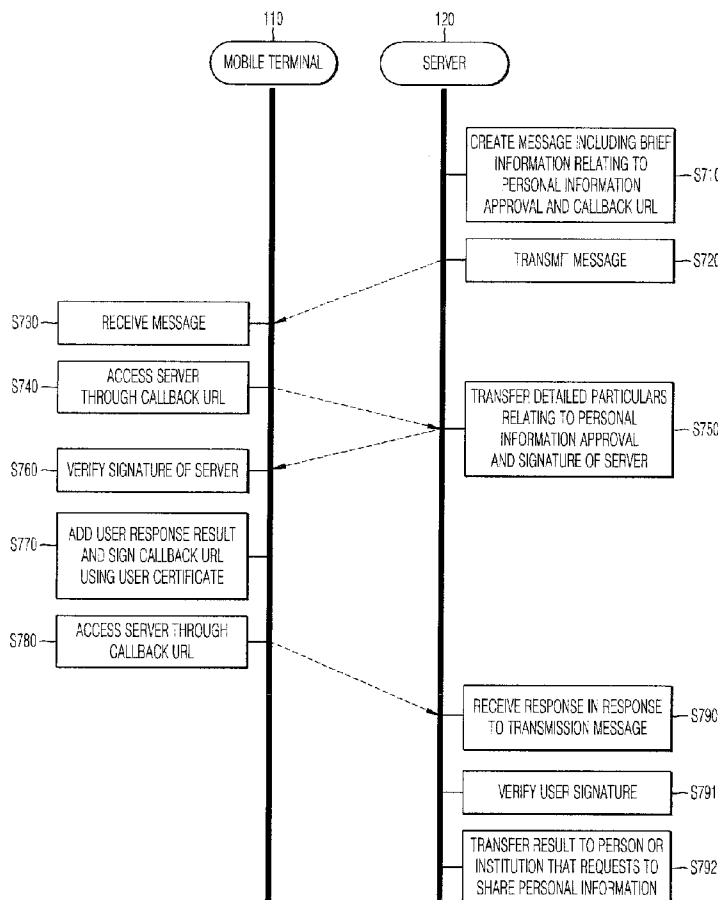 110
120
MOBILE TERMINAL
SERVER
CREATE MESSAGE INCLUDING BRIEF
INFORMATION RELATING TO
PERSONAL INFORMATION
APPROVAL AND CALLBACK URL
S710
TRANSMIT MESSAGE
S720
S730
RECEIVE MESSAGE
S740
ACCESS SERVER
THROUGH CALLBACK URL
TRANSFER DETAILED PARTICULARS
RELATING TO PERSONAL
INFORMATION APPROVAL
AND SIGNATURE OF SERVER
S750
S760
VERIFY SIGNATURE OF SERVER
S770
ADD USER RESPONSE RESULT
AND SIGN CALLBACK URL
USING USER CERTIFICATE
S780
ACCESS SERVER THROUGH
CALLBACK URL
RECEIVE RESPONSE IN RESPONSE
TO TRANSMISSION MESSAGE
S790
VERIFY USER SIGNATURE
S791
TRANSFER RESULT TO PERSON OR
INSTITUTION THAT REQUESTS TO
SHARE PERSONAL INFORMATION
S792